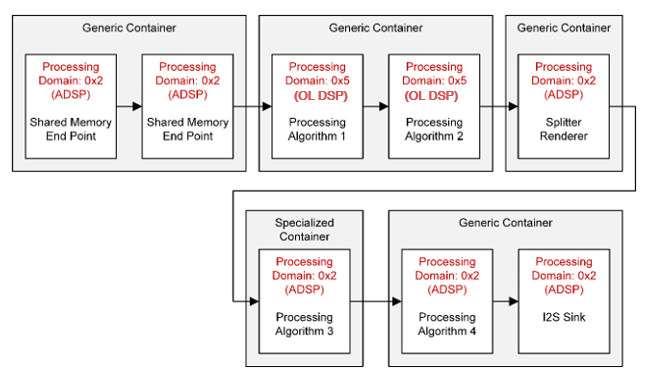 Generic Container
Generic Container
Generic Container
Processing
Domain: 0x2
(ADSP)
Shared Memory
End Point
Processing
Domain: 0x2
(ADSP)
Shared Memory
End Point
Processing
Domain: 0x5
(OL DSP)
Processing
Algorithm 1
Processing
Domain: 0x5
(OL DSP)
Processing
Algorithm 2
Processing
Domain: 0x2
(ADSP)
Splitter
Renderer
Specialized
Container
Generic Container
Processing
Domain: 0x2
(ADSP)
Processing
Algorithm 3
Processing
Domain: 0x2
(ADSP)
Processing
Algorithm 4
Processing
Domain: 0x2
(ADSP)
I2S Sink